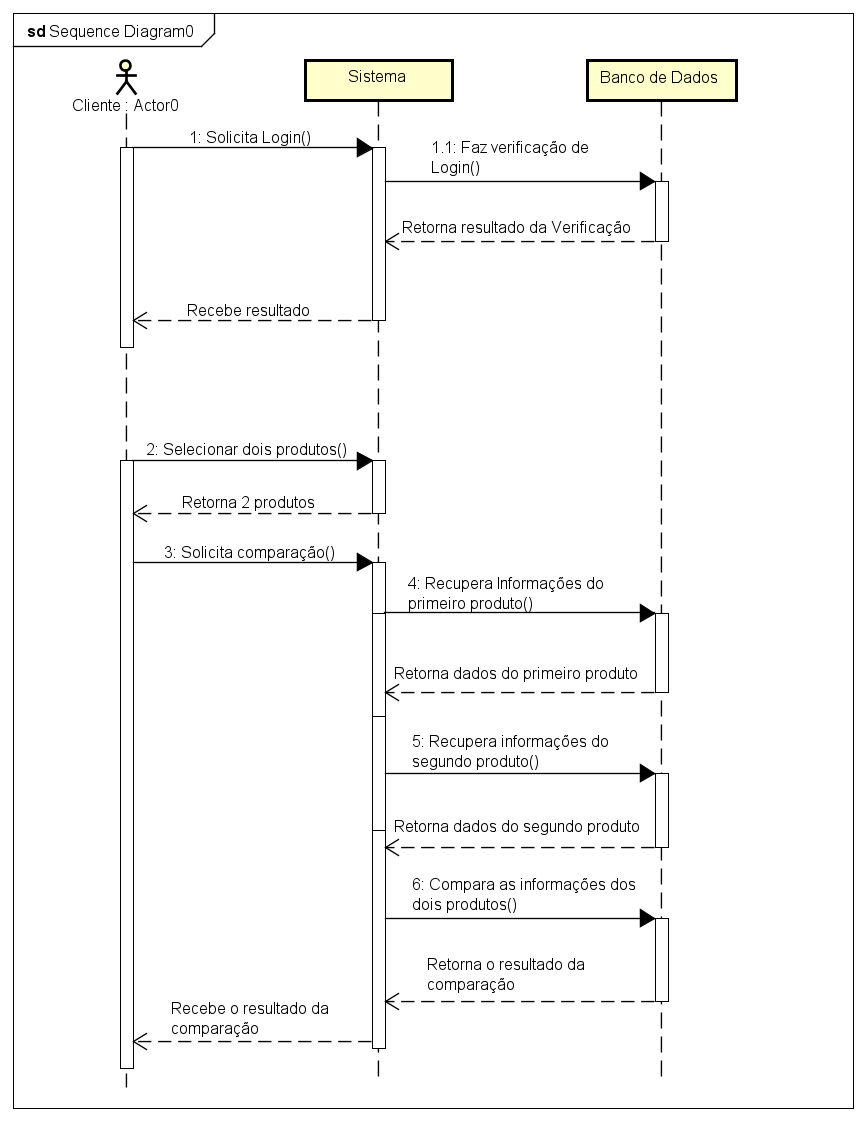 sd Sequence Diagram0
Sistema
Banco de Dados
Cliente : Actor0
1: Solicita Login()
1.1: Faz verificação de
Login()
Retorna resultado da Verificação
Recebe resultado
2: Selecionar dois produtos()
Retorna 2 produtos
3: Solicita comparação()
4: Recupera Informações do
primeiro produto()
Retorna dados do primeiro produto
5: Recupera informações do
segundo produto()
Retorna dados do segundo produto
6: Compara as informações dos
dois produtos()
Retorna o resultado da
comparação
Recebe o resultado da
comparação